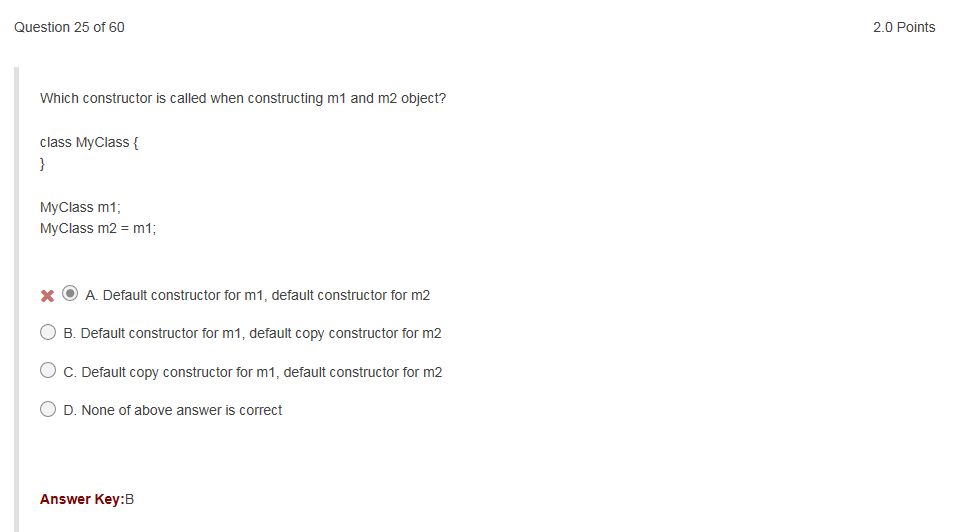 Question 25 of 60
2.0 Points
Which constructor is called when constructing m1 and m2 object?
class MyClass {
}
MyClass m1;
MyClass m2 = m1;
A. Default constructor for m1, default constructor for m2
B. Default constructor for m1, default copy constructor for m2
C. Default copy constructor for m1, default constructor for m2
D. None of above answer is correct
Answer Key:B